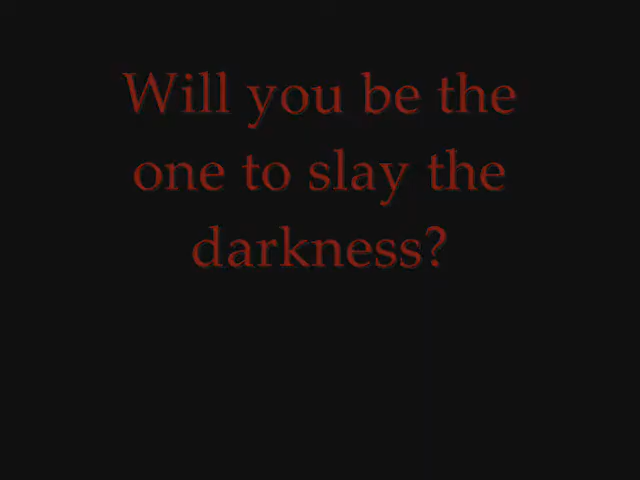 Will you be the
one to slay the
darkness?